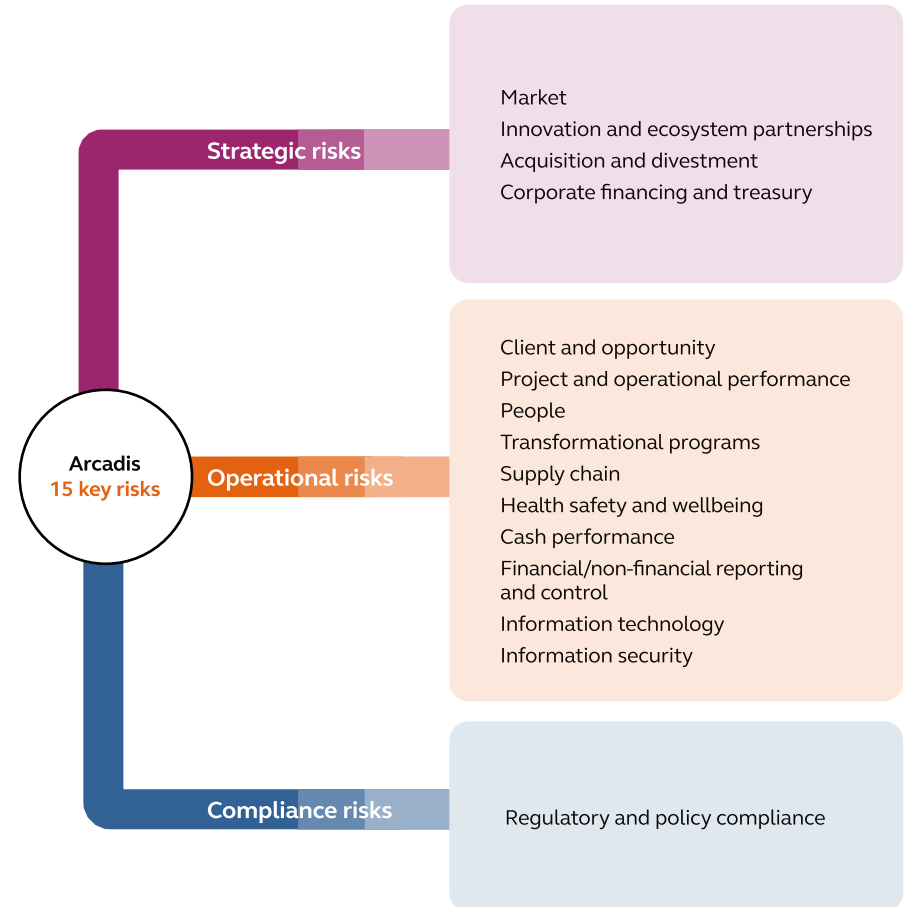 Strategic risks
Market
Innovation and ecosystem partnerships
Acquisition and divestment
Corporate financing and treasury
Arcadis
15 key risks
Operational risks
Client and opportunity
Project and operational performance
People
Transformational programs
Supply chain
Health safety and wellbeing
Cash performance
Financial/non-financial reporting
and control
Information technology
Information security
Compliance risks
Regulatory and policy compliance